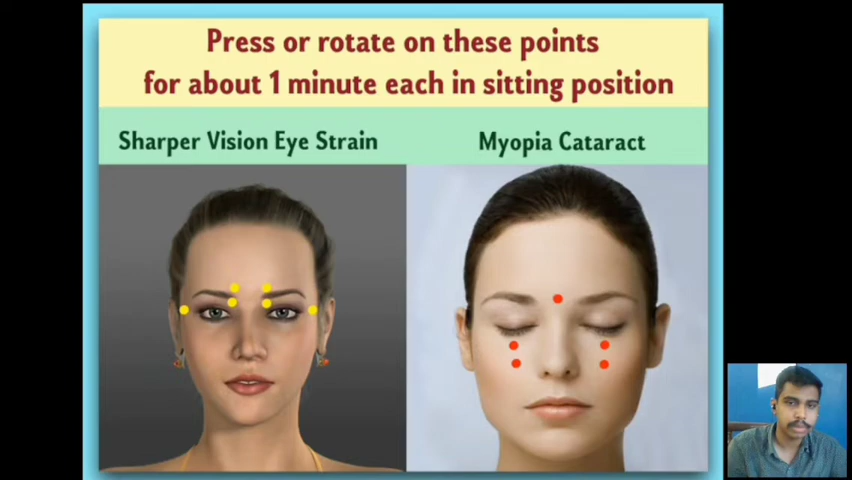 Press or rotate on these points
for about 1 minute each in sitting position
Sharper Vision Eye Strain
Myopia Cataract